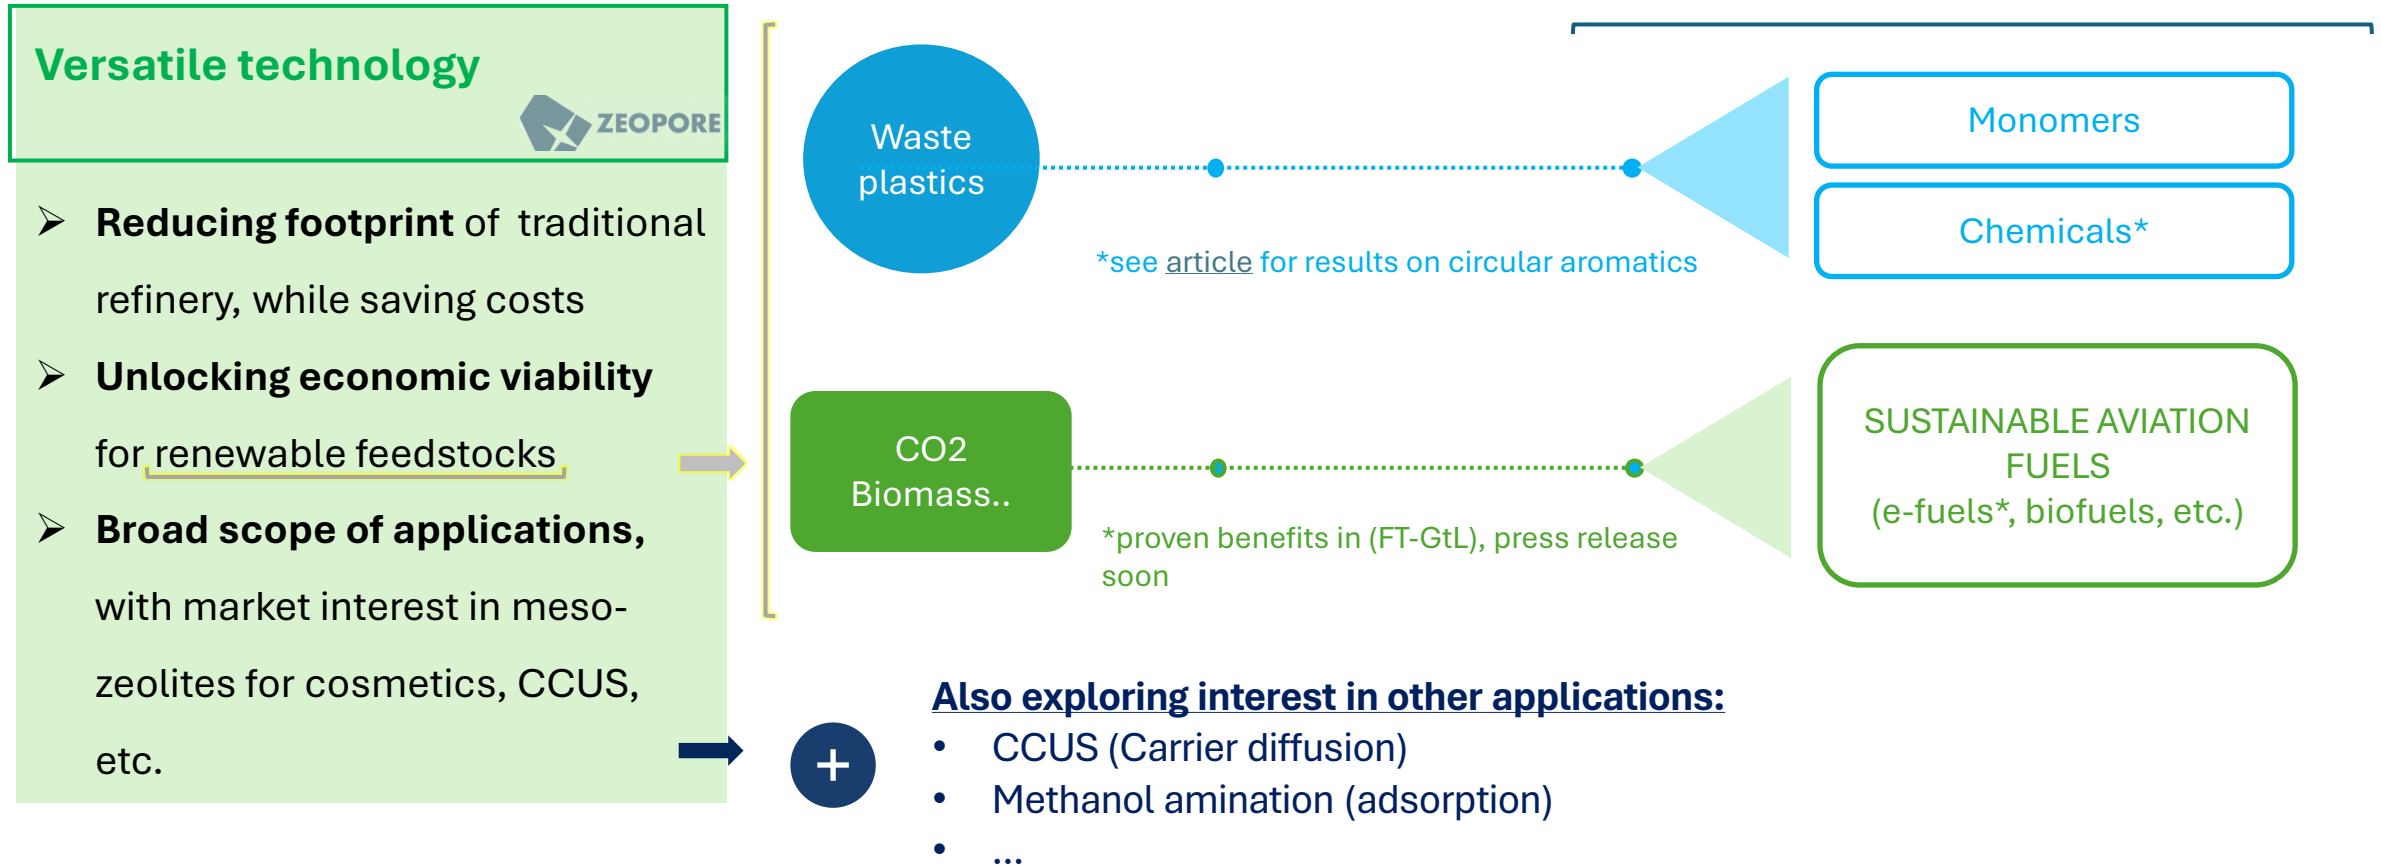 Versatile technology
ZEOPORE
➢ Reducing footprint of traditional
refinery, while saving costs
➢ Unlocking economic viability
for renewable feedstocks
➢ Broad scope of applications,
with market interest in meso-
zeolites for cosmetics, CCUS,
etc.
Waste
plastics
*see article for results on circular aromatics
Monomers
Chemicals*
CO2
Biomass..
*proven benefits in (FT-GtL), press release
soon
SUSTAINABLE AVIATION
FUELS
(e-fuels*, biofuels, etc.)
+
Also exploring interest in other applications:
• CCUS (Carrier diffusion)
• Methanol amination (adsorption)
• ...